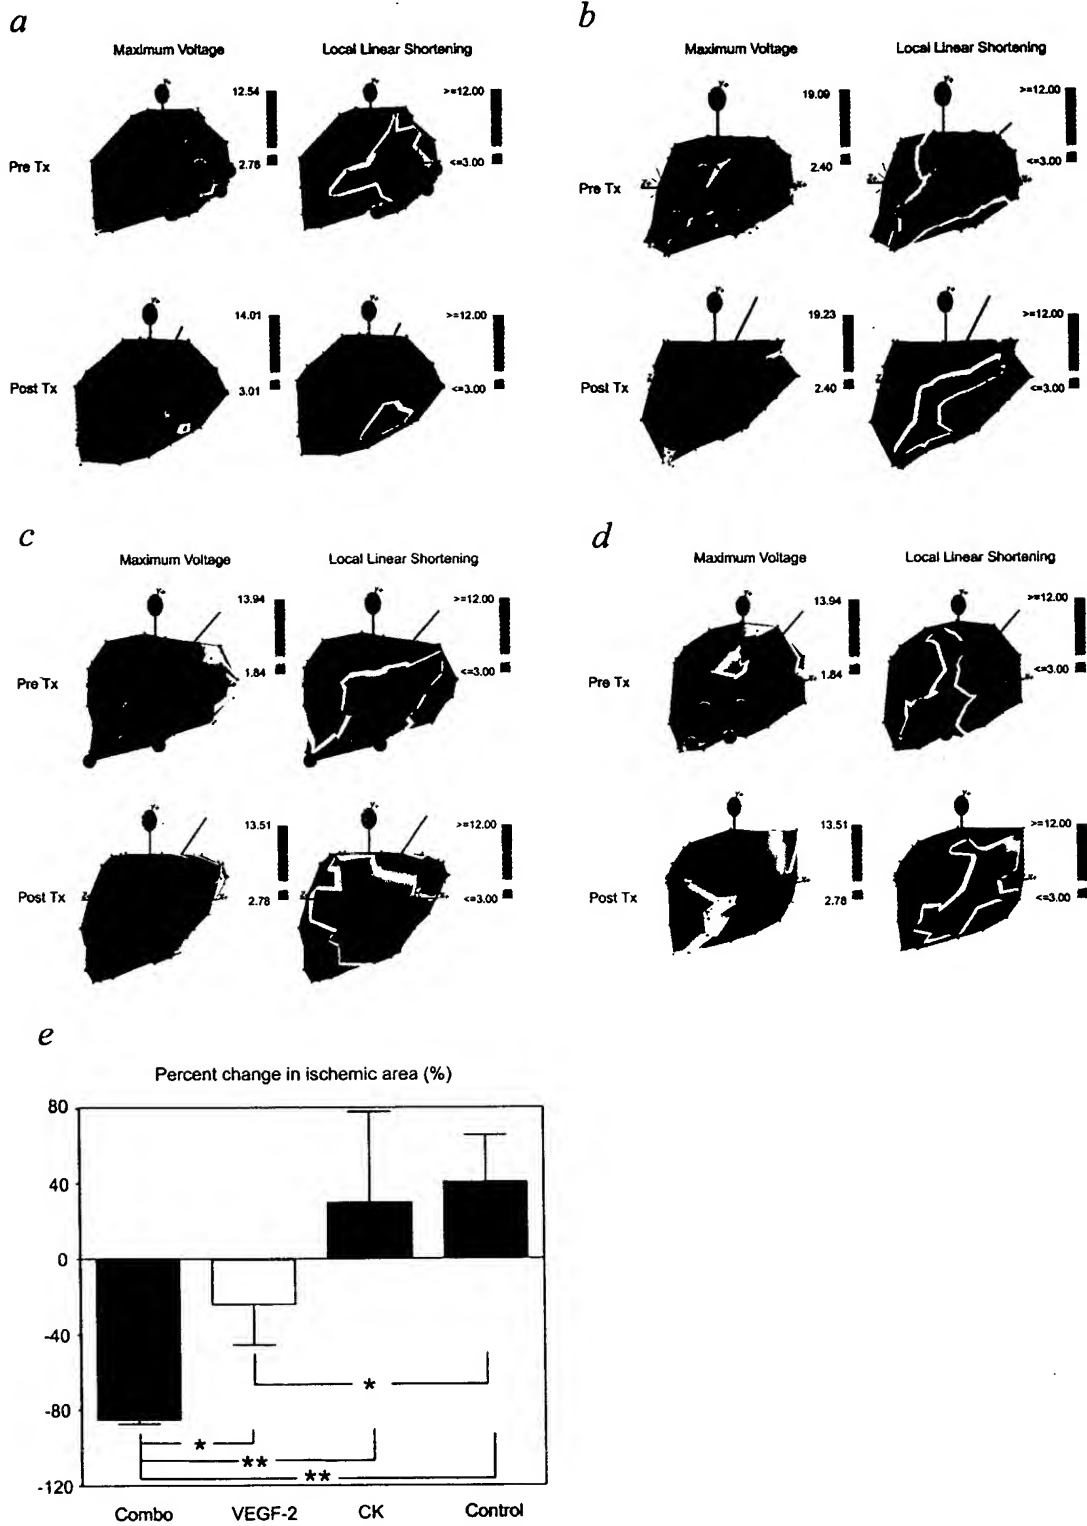 a
b
Maximum Voltage
Local Linear Shortening
Maximum Voltage
Local Linear Shortening
12.54
>=12.00
19.09
>=12.00
Pre Tx
2.78
<=3.00
Pre Tx
2.40
<=3.00
14.01
>=12.00
19.23
>=12.00
Post Tx
3.01
<=3.00
Post Tx
2.40
<=3.00
c
d
Maximum Voltage
Local Linear Shortening
Maximum Voltage
Local Linear Shortening
13.94
>=12.00
13.94
>=12.00
Pre Tx
1.84
<=3.00
Pre Tx
1.84
<=3.00
13.51
>=12.00
13.51
>=12.00
Post Tx
2.78
<=3.00
Post Tx
2.78
<=3.00
e
Percent change in ischemic area (%)
80
40
0
-40
*
-80
*
**
**
-120
Combo
VEGF-2
CK
Control